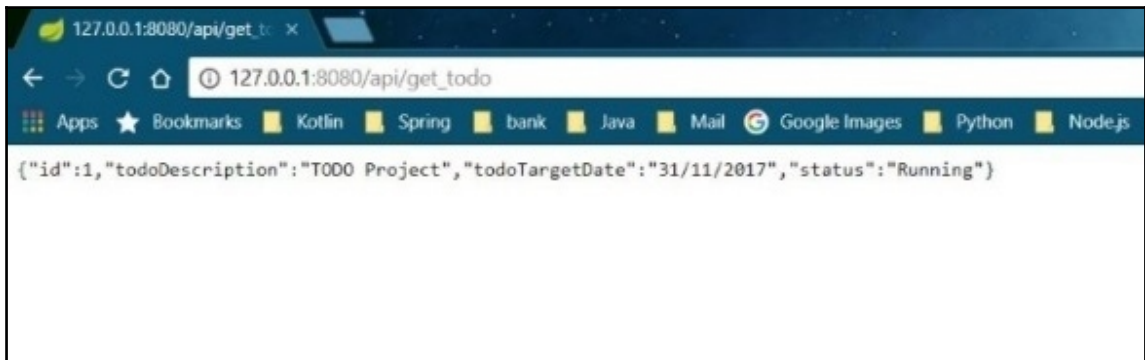 127.0.0.1:8080/api/get_tc
127.0.0.1:8080/api/get_todo
Apps Bookmarks Kotlin Spring bank Java Mail Google Images Python Node.js
{"id":1,"todoDescription":"TODO Project","todoTargetDate":"31/11/2017","status":"Running"}